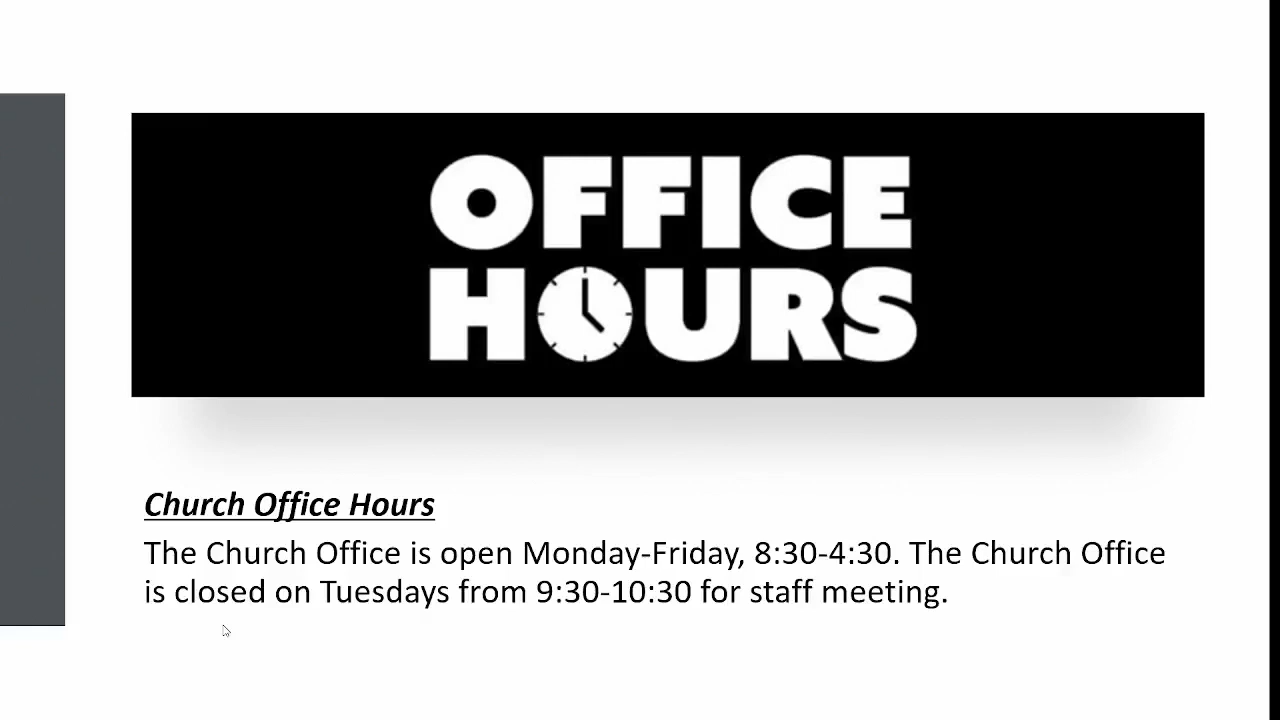 OFFICE
HOURS
Church Office Hours
The Church Office is open Monday-Friday, 8:30-4:30. The Church Office
is closed on Tuesdays from 9:30-10:30 for staff meeting.